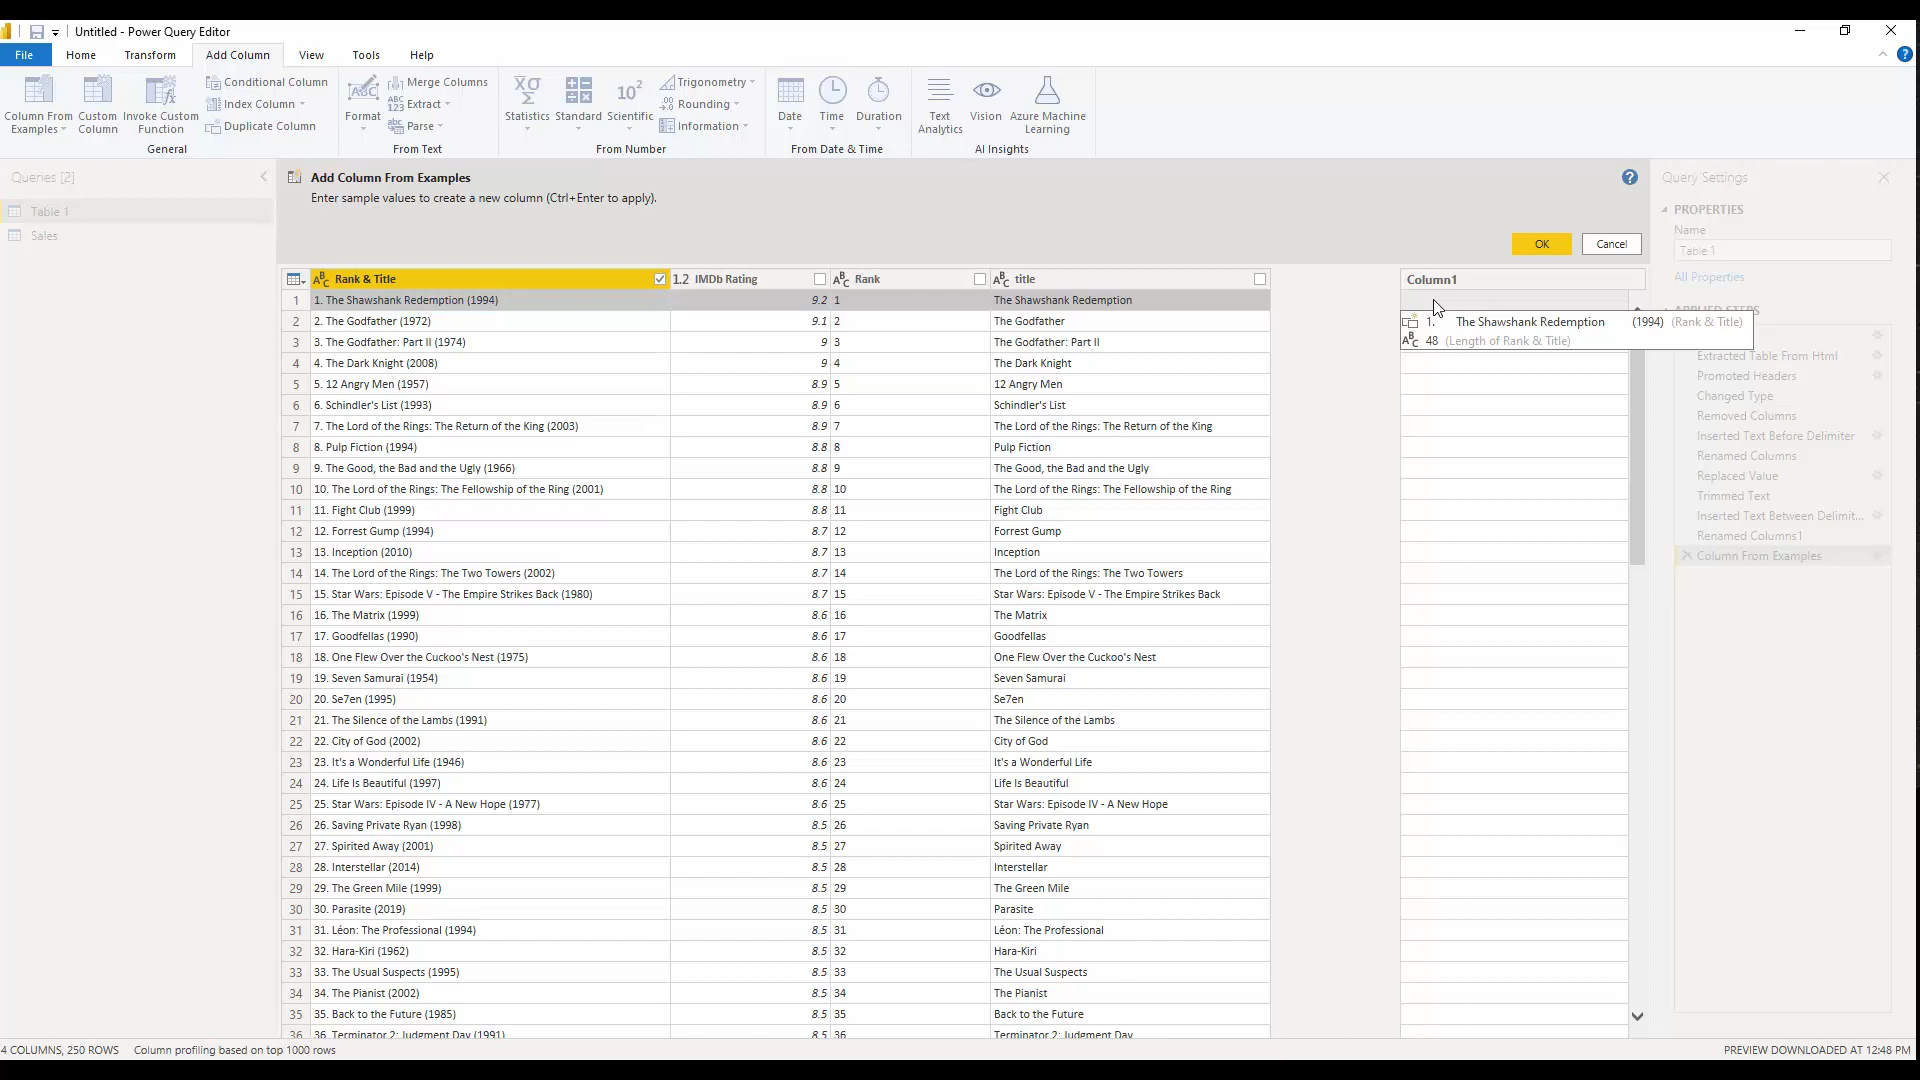 Untitled - Power Query Editor
File Home Transform Add Column View Tools Help
Column From Examples
Custom Column
Invoke Custom Function
Conditional Column
Index Column
Duplicate Column
General
Format
Merge Columns
Extract
Parse
From Text
Statistics
Standard
Scientific
Trigonometry
Rounding
Information
From Number
Date
Time
Duration
From Date & Time
Text Analytics
Vision
Azure Machine Learning
AI Insights
Queries [2]
Table 1
Sales
Add Column From Examples
Enter sample values to create a new column (Ctrl+Enter to apply).
OK Cancel
Rank & Title 1.2 IMDb Rating Rank title
1 1. The Shawshank Redemption (1994) 9.2 1 The Shawshank Redemption
2 2. The Godfather (1972) 9.1 2 The Godfather
3 3. The Godfather: Part II (1974) 9 3 The Godfather: Part II
4 4. The Dark Knight (2008) 9 4 The Dark Knight
5 5. 12 Angry Men (1957) 8.9 5 12 Angry Men
6 6. Schindler's List (1993) 8.9 6 Schindler's List
7 7. The Lord of the Rings: The Return of the King (2003) 8.9 7 The Lord of the Rings: The Return of the King
8 8. Pulp Fiction (1994) 8.8 8 Pulp Fiction
9 9. The Good, the Bad and the Ugly (1966) 8.8 9 The Good, the Bad and the Ugly
10 10. The Lord of the Rings: The Fellowship of the Ring (2001) 8.8 10 The Lord of the Rings: The Fellowship of the Ring
11 11. Fight Club (1999) 8.8 11 Fight Club
12 12. Forrest Gump (1994) 8.7 12 Forrest Gump
13 13. Inception (2010) 8.7 13 Inception
14 14. The Lord of the Rings: The Two Towers (2002) 8.7 14 The Lord of the Rings: The Two Towers
15 15. Star Wars: Episode V - The Empire Strikes Back (1980) 8.7 15 Star Wars: Episode V - The Empire Strikes Back
16 16. The Matrix (1999) 8.6 16 The Matrix
17 17. Goodfellas (1990) 8.6 17 Goodfellas
18 18. One Flew Over the Cuckoo's Nest (1975) 8.6 18 One Flew Over the Cuckoo's Nest
19 19. Seven Samurai (1954) 8.6 19 Seven Samurai
20 20. Se7en (1995) 8.6 20 Se7en
21 21. The Silence of the Lambs (1991) 8.6 21 The Silence of the Lambs
22 22. City of God (2002) 8.6 22 City of God
23 23. It's a Wonderful Life (1946) 8.6 23 It's a Wonderful Life
24 24. Life Is Beautiful (1997) 8.6 24 Life Is Beautiful
25 25. Star Wars: Episode IV - A New Hope (1977) 8.6 25 Star Wars: Episode IV - A New Hope
26 26. Saving Private Ryan (1998) 8.5 26 Saving Private Ryan
27 27. Spirited Away (2001) 8.5 27 Spirited Away
28 28. Interstellar (2014) 8.5 28 Interstellar
29 29. The Green Mile (1999) 8.5 29 The Green Mile
30 30. Parasite (2019) 8.5 30 Parasite
31 31. Léon: The Professional (1994) 8.5 31 Léon: The Professional
32 32. Hara-Kiri (1962) 8.5 32 Hara-Kiri
33 33. The Usual Suspects (1995) 8.5 33 The Usual Suspects
34 34. The Pianist (2002) 8.5 34 The Pianist
35 35. Back to the Future (1985) 8.5 35 Back to the Future
36 36. Terminator 2: Judgment Day (1991) 8.5 36 Terminator 2: Judgment Day
Column1
1. The Shawshank Redemption (1994) (Rank & Title)
48 (Length of Rank & Title)
Query Settings
PROPERTIES
Name
Table 1
All Properties
APPLIED STEPS
Extracted Table From Html
Promoted Headers
Changed Type
Removed Columns
Inserted Text Before Delimiter
Renamed Columns
Replaced Value
Trimmed Text
Inserted Text Between Delimit...
Renamed Columns1
Column From Examples
4 COLUMNS, 250 ROWS Column profiling based on top 1000 rows
PREVIEW DOWNLOADED AT 12:48 PM